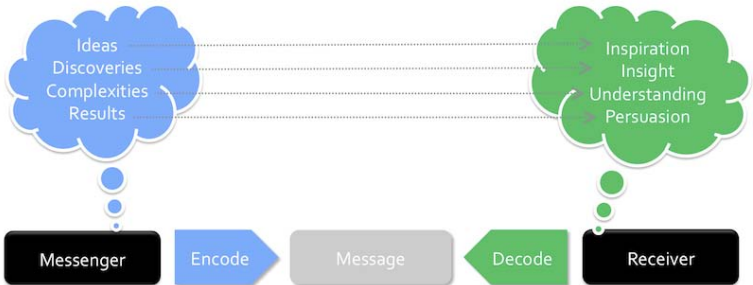 Ideas
Discoveries
Complexities
Results
Inspiration
Insight
Understanding
Persuasion
Messenger
Encode
Message
Decode
Receiver